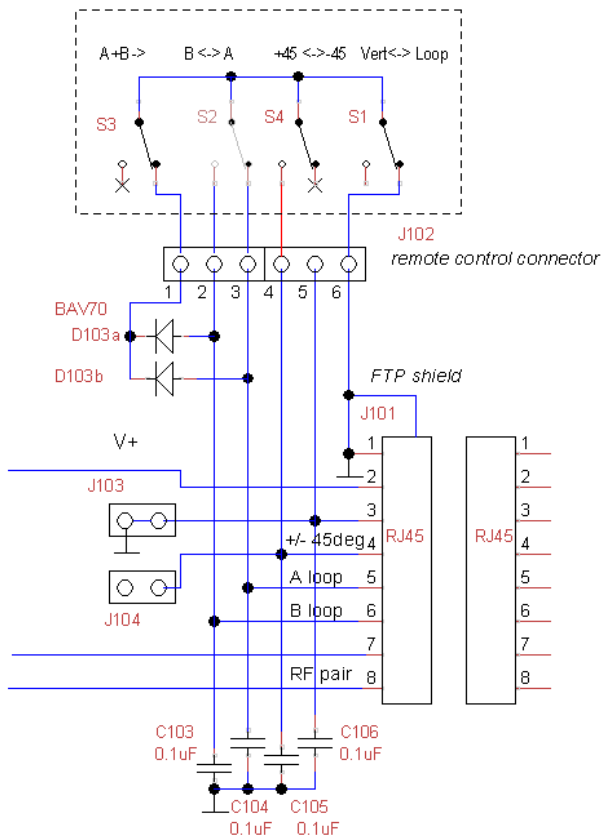 A+B->
B <-> A
+45 <->-45
Vert<-> Loop
S3
S2
S4
S1
J102
remote control connector
1
2
3
4
5
6
BAV70
D103a
D103b
FTP shield
J101
V+
J103
+/- 45deg
A loop
B loop
J104
RF pair
1
2
3
4
5
6
7
8
RJ45
RJ45
1
2
3
4
5
6
7
8
C103
0.1uF
C106
0.1uF
C104
0.1uF
C105
0.1uF